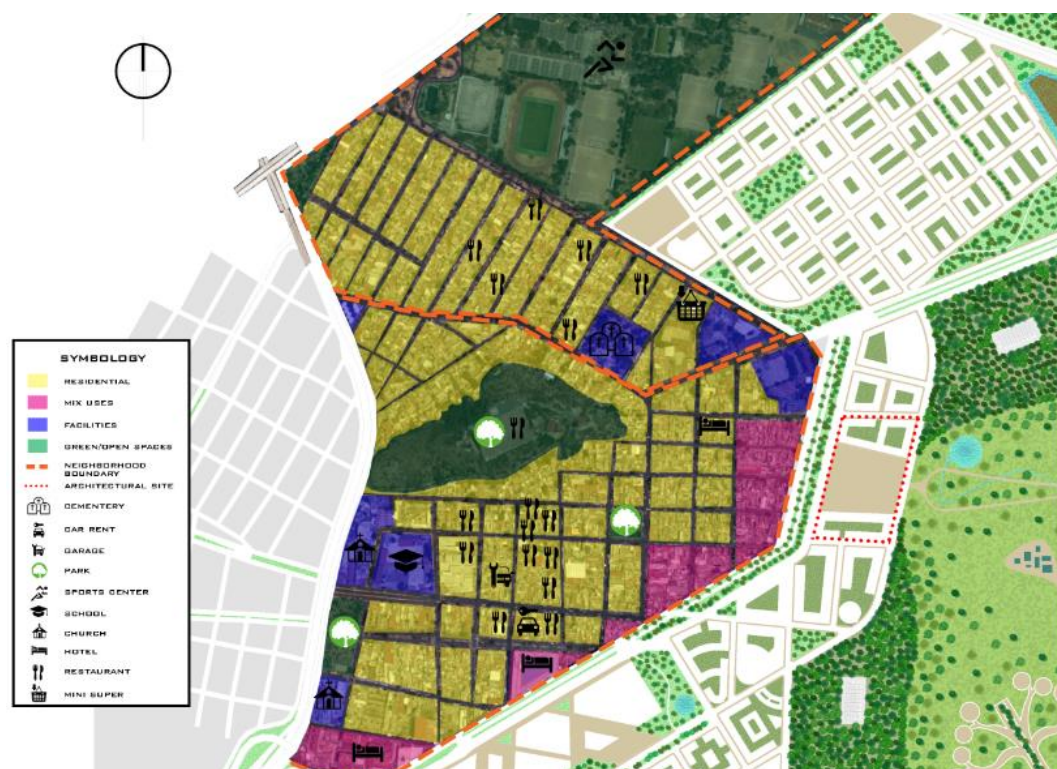 SYMBOLOGY
RESIDENTIAL
MIX USES
FACILITIES
GREEN/OPEN SPACES
NEIGHBORHOOD
BOUNDARY
ARCHITECTURAL SITE
CEMENTERY
CAR RENT
GARAGE
PARK
SPORTS CENTER
SCHOOL
CHURCH
HOTEL
RESTAURANT
MINI SUPER